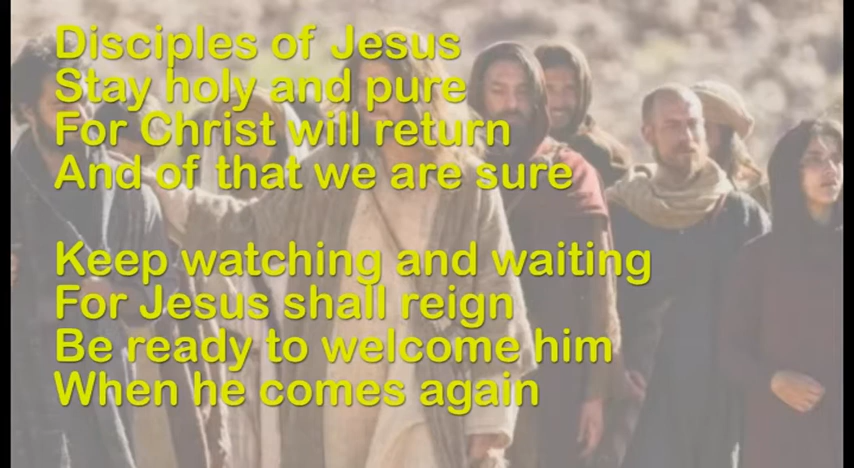 Disciples of Jesus
Stay holy and pure
For Christ will return
And of that we are sure
Keep watching and waiting
For Jesus shall reign
Be ready to welcome him
When he comes again